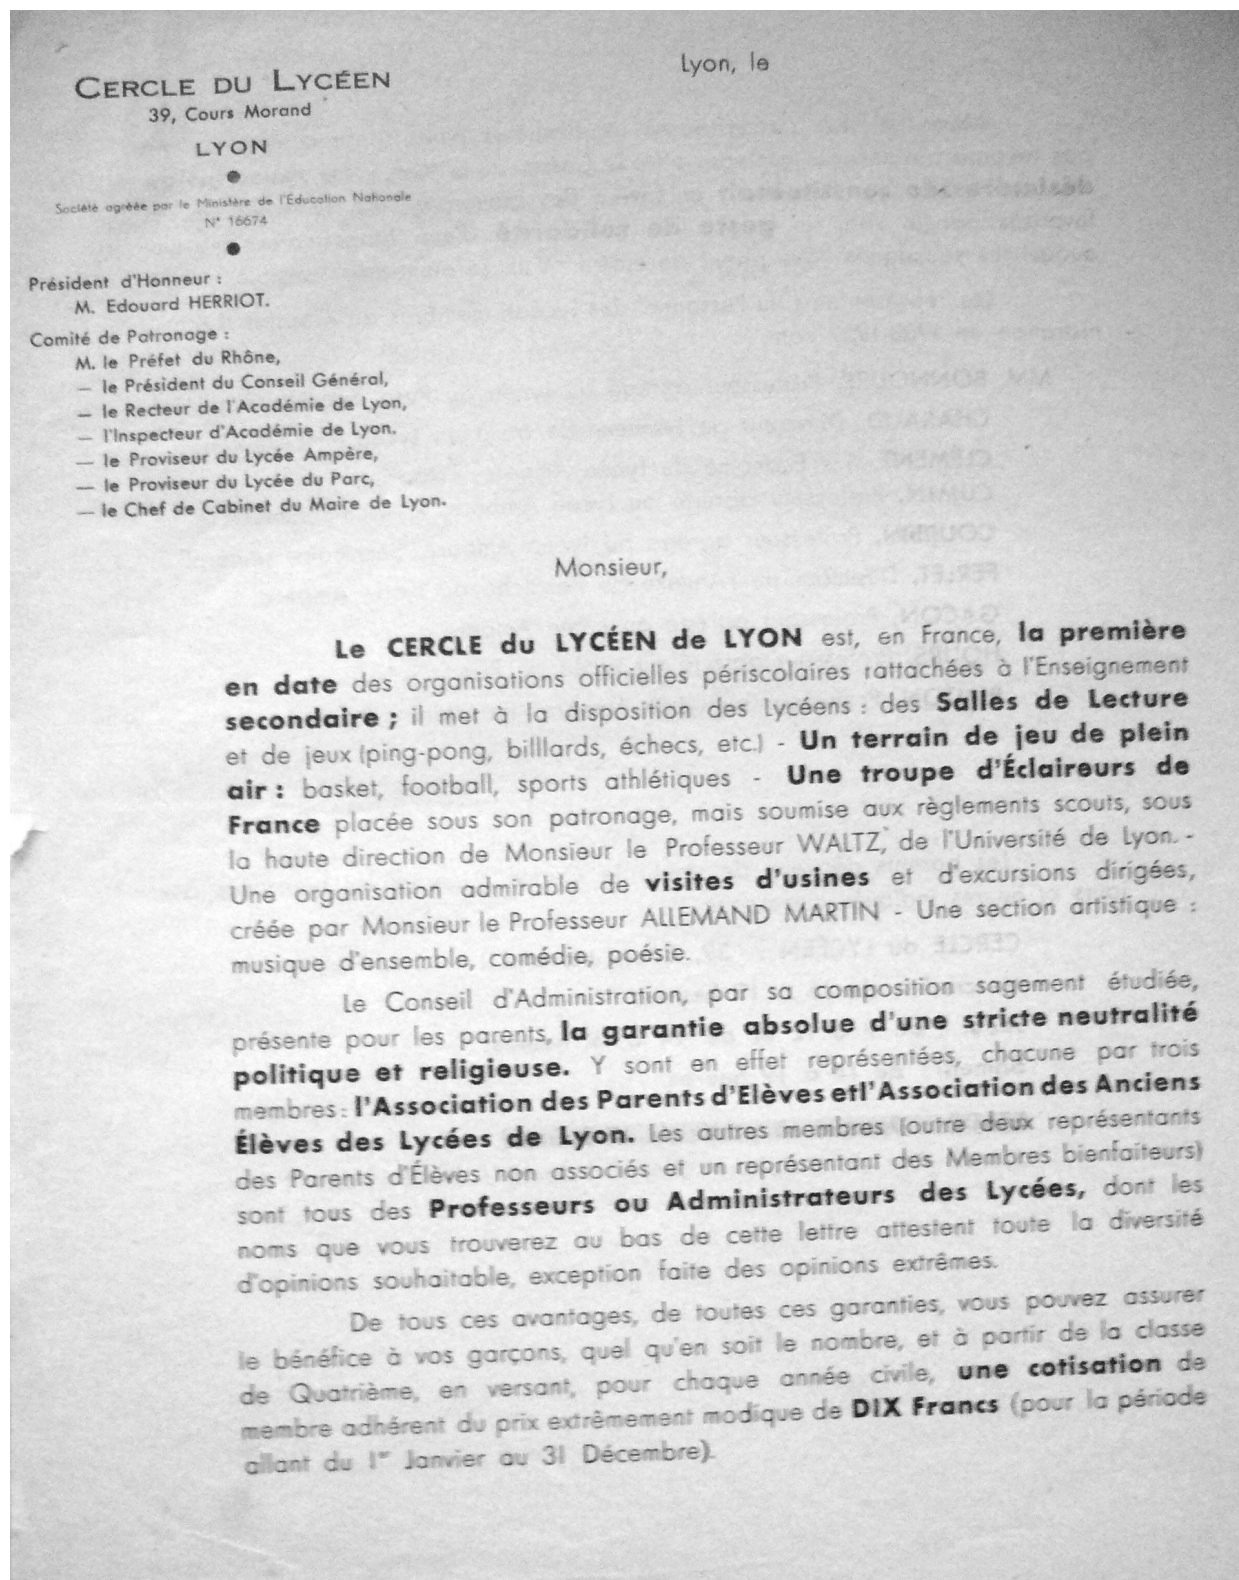 Lyon, le
CERCLE DU LYCÉEN
39, Cours Morand
LYON
Société agréée par le Ministère de l'Éducation Nationale
N° 16674
Président d'Honneur :
M. Edouard HERRIOT.
Comité de Patronage :
M. le Préfet du Rhône,
— le Président du Conseil Général,
— le Recteur de l'Académie de Lyon,
— l'Inspecteur d'Académie de Lyon.
— le Proviseur du Lycée Ampère,
— le Proviseur du Lycée du Parc,
— le Chef de Cabinet du Maire de Lyon.
Monsieur,
Le CERCLE du LYCÉEN de LYON est, en France, la première
en date des organisations officielles périscolaires rattachées à l'Enseignement
secondaire ; il met à la disposition des Lycéens : des Salles de Lecture
et de jeux (ping-pong, billlards, échecs, etc.) - Un terrain de jeu de plein
air : basket, football, sports athlétiques - Une troupe d'Éclaireurs de
France placée sous son patronage, mais soumise aux règlements scouts, sous
la haute direction de Monsieur le Professeur WALTZ, de l'Université de Lyon. -
Une organisation admirable de visites d'usines et d'excursions dirigées,
créée par Monsieur le Professeur ALLEMAND MARTIN - Une section artistique :
musique d'ensemble, comédie, poésie.
Le Conseil d'Administration, par sa composition sagement étudiée,
présente pour les parents, la garantie absolue d'une stricte neutralité
politique et religieuse. Y sont en effet représentées, chacune par trois
membres : l'Association des Parents d'Elèves etl'Association des Anciens
Élèves des Lycées de Lyon. Les autres membres (outre deux représentants
des Parents d'Élèves non associés et un représentant des Membres bienfaiteurs)
sont tous des Professeurs ou Administrateurs des Lycées, dont les
noms que vous trouverez au bas de cette lettre attestent toute la diversité
d'opinions souhaitable, exception faite des opinions extrêmes.
De tous ces avantages, de toutes ces garanties, vous pouvez assurer
le bénéfice à vos garçons, quel qu'en soit le nombre, et à partir de la classe
de Quatrième, en versant, pour chaque année civile, une cotisation de
membre adhérent du prix extrêmement modique de DIX Francs (pour la période
allant du 1er Janvier au 31 Décembre).